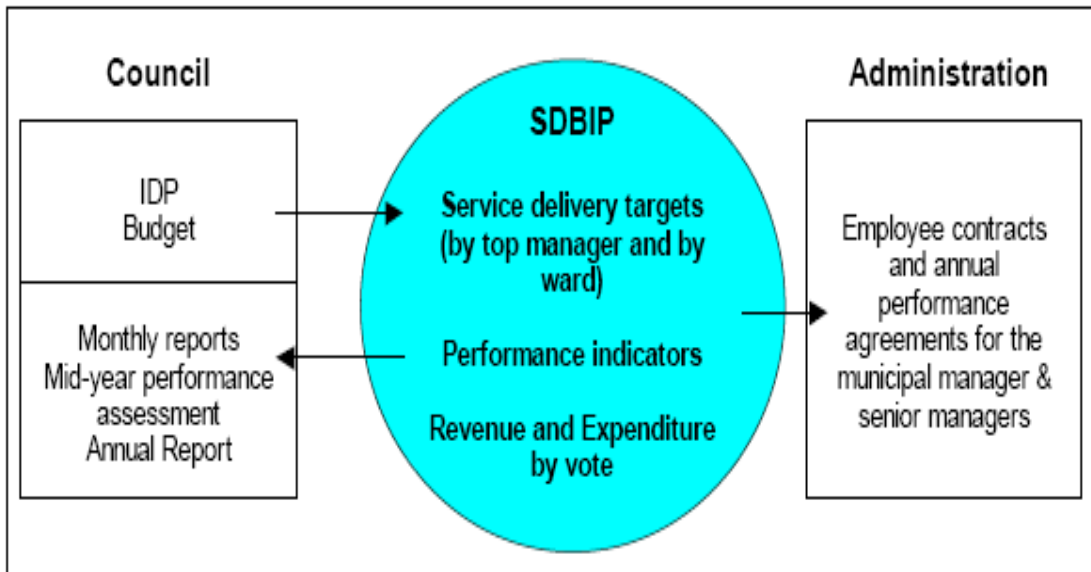 Council
IDP
Budget
Monthly reports
Mid-year performance
assessment
Annual Report
SDBIP
Service delivery targets
(by top manager and by
ward)
Performance indicators
Revenue and Expenditure
by vote
Administration
Employee contracts
and annual
performance
agreements for the
municipal manager &
senior managers